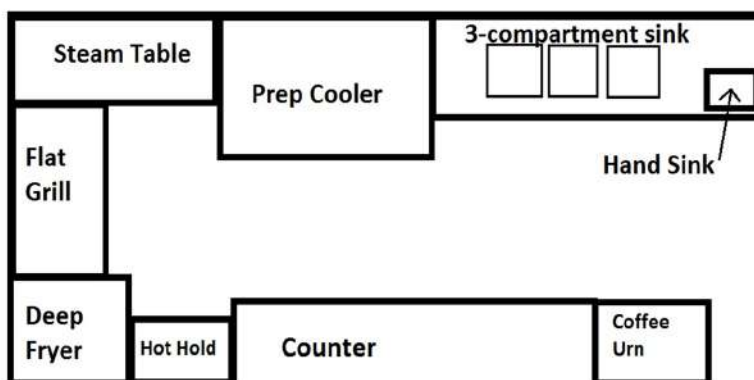 Steam Table
Prep Cooler
3-compartment sink
Hand Sink
Flat
Grill
Deep
Fryer
Hot Hold
Counter
Coffee
Urn